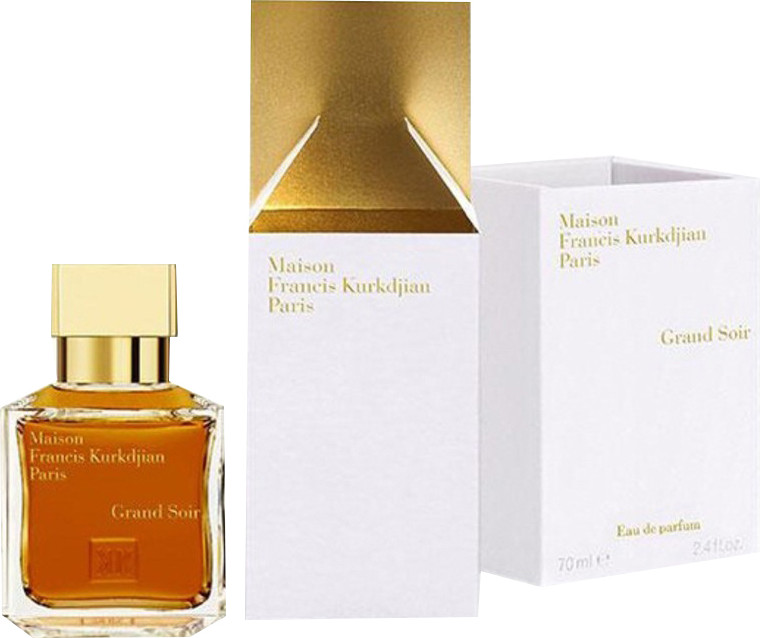 Maison
Francis Kurkdjian
Paris
Grand Soir
Maison
Francis Kurkdjian
Paris
Maison
Francis Kurkdjian
Paris
Grand Soir
Eau de parfum
70 ml ℮ 2.4 fl.oz.